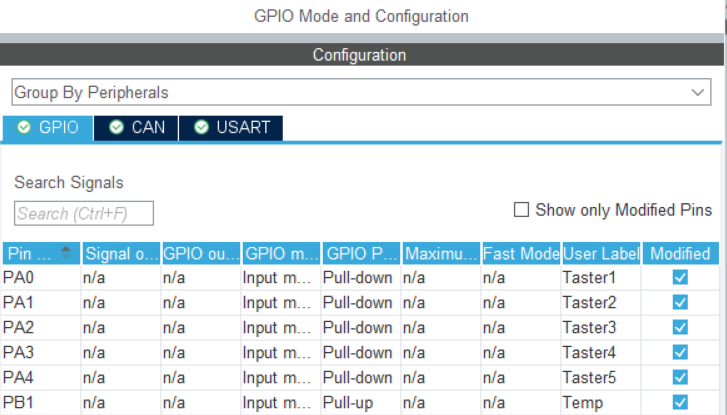 GPIO Mode and Configuration
Configuration
Group By Peripherals
GPIO CAN USART
Search Signals
Search (Ctrl+F)
Show only Modified Pins
Pin ... Signal o... GPIO ou... GPIO m... GPIO P... Maximu... Fast Mode User Label Modified
PA0 n/a n/a Input m... Pull-down n/a n/a Taster1
PA1 n/a n/a Input m... Pull-down n/a n/a Taster2
PA2 n/a n/a Input m... Pull-down n/a n/a Taster3
PA3 n/a n/a Input m... Pull-down n/a n/a Taster4
PA4 n/a n/a Input m... Pull-down n/a n/a Taster5
PB1 n/a n/a Input m... Pull-up n/a n/a Temp